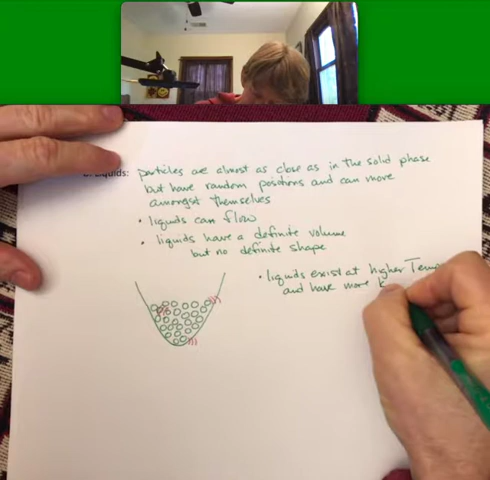 Liquids: particles are almost as close as in the solid phase
but have random positions and can move
amongst themselves
• liquids can flow
• liquids have a definite volume
but no definite shape
• liquids exist at higher Temp
and have more K